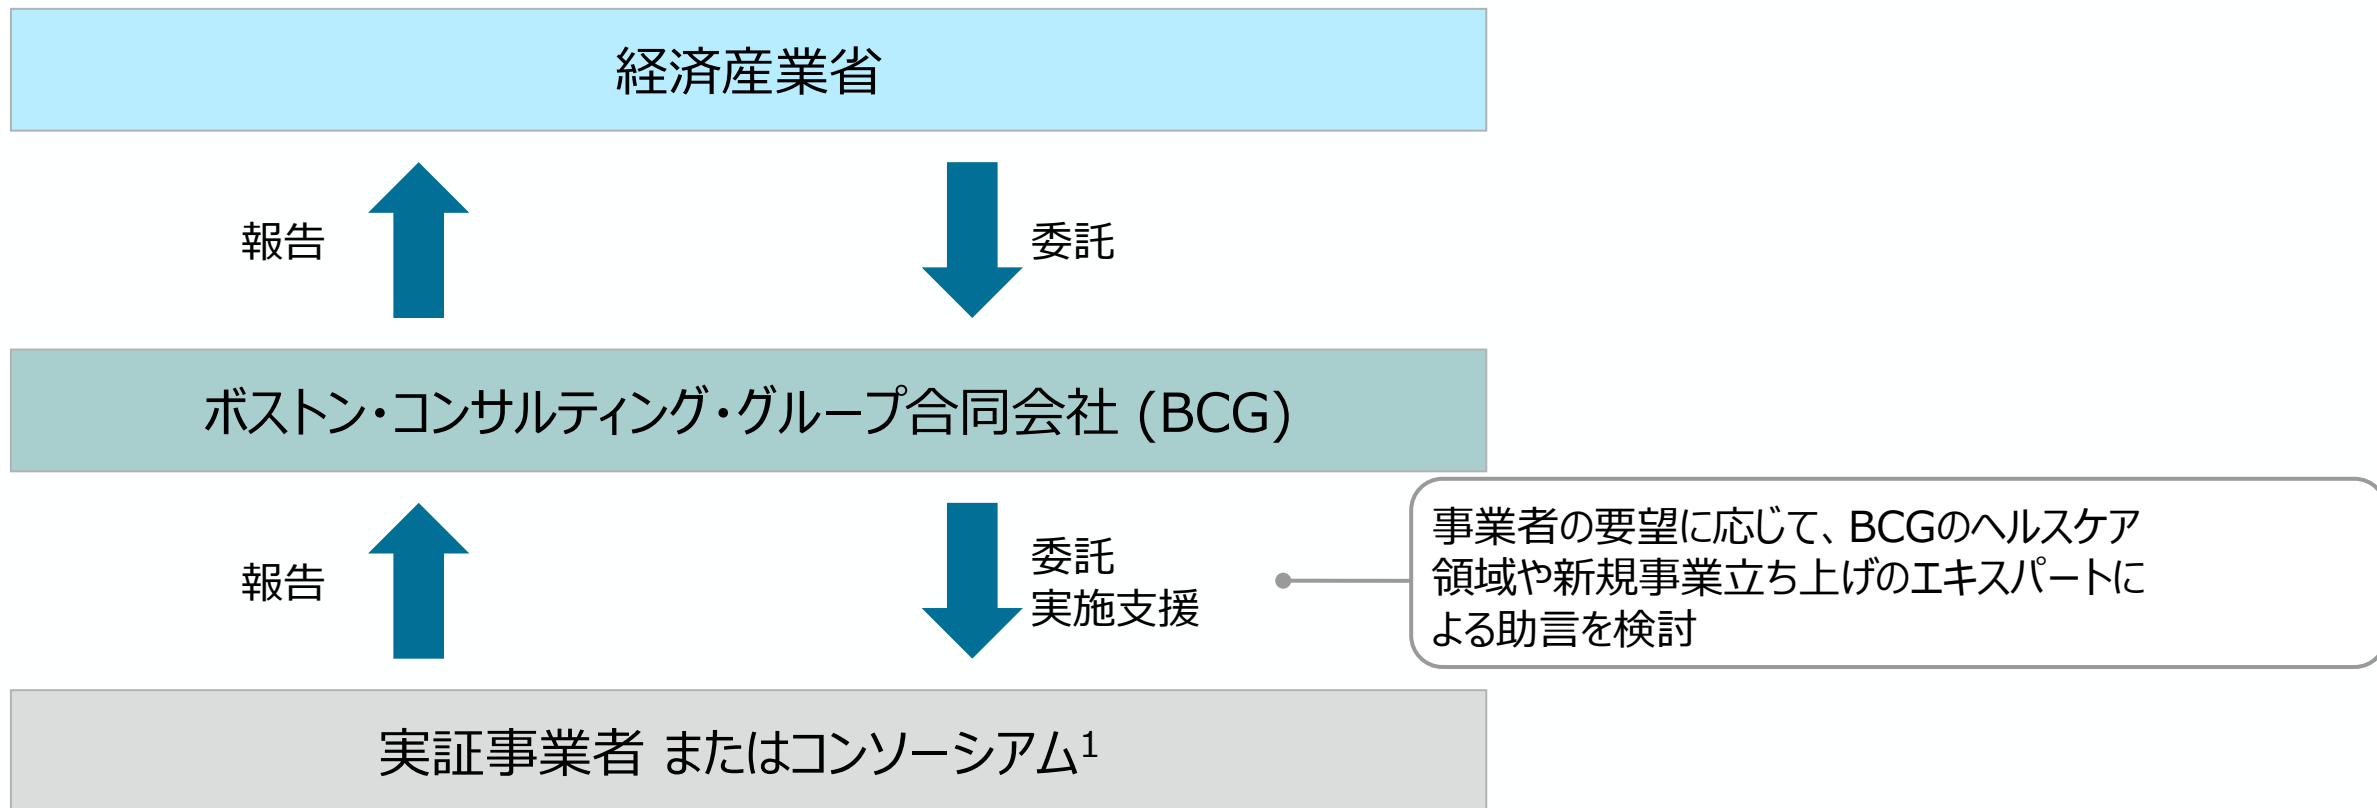 経済産業省
報告
委託
ボストン・コンサルティング・グループ合同会社 (BCG)
報告
委託
実施支援
事業者の要望に応じて、BCGのヘルスケア
領域や新規事業立ち上げのエキスパートに
よる助言を検討
実証事業者 またはコンソーシアム1